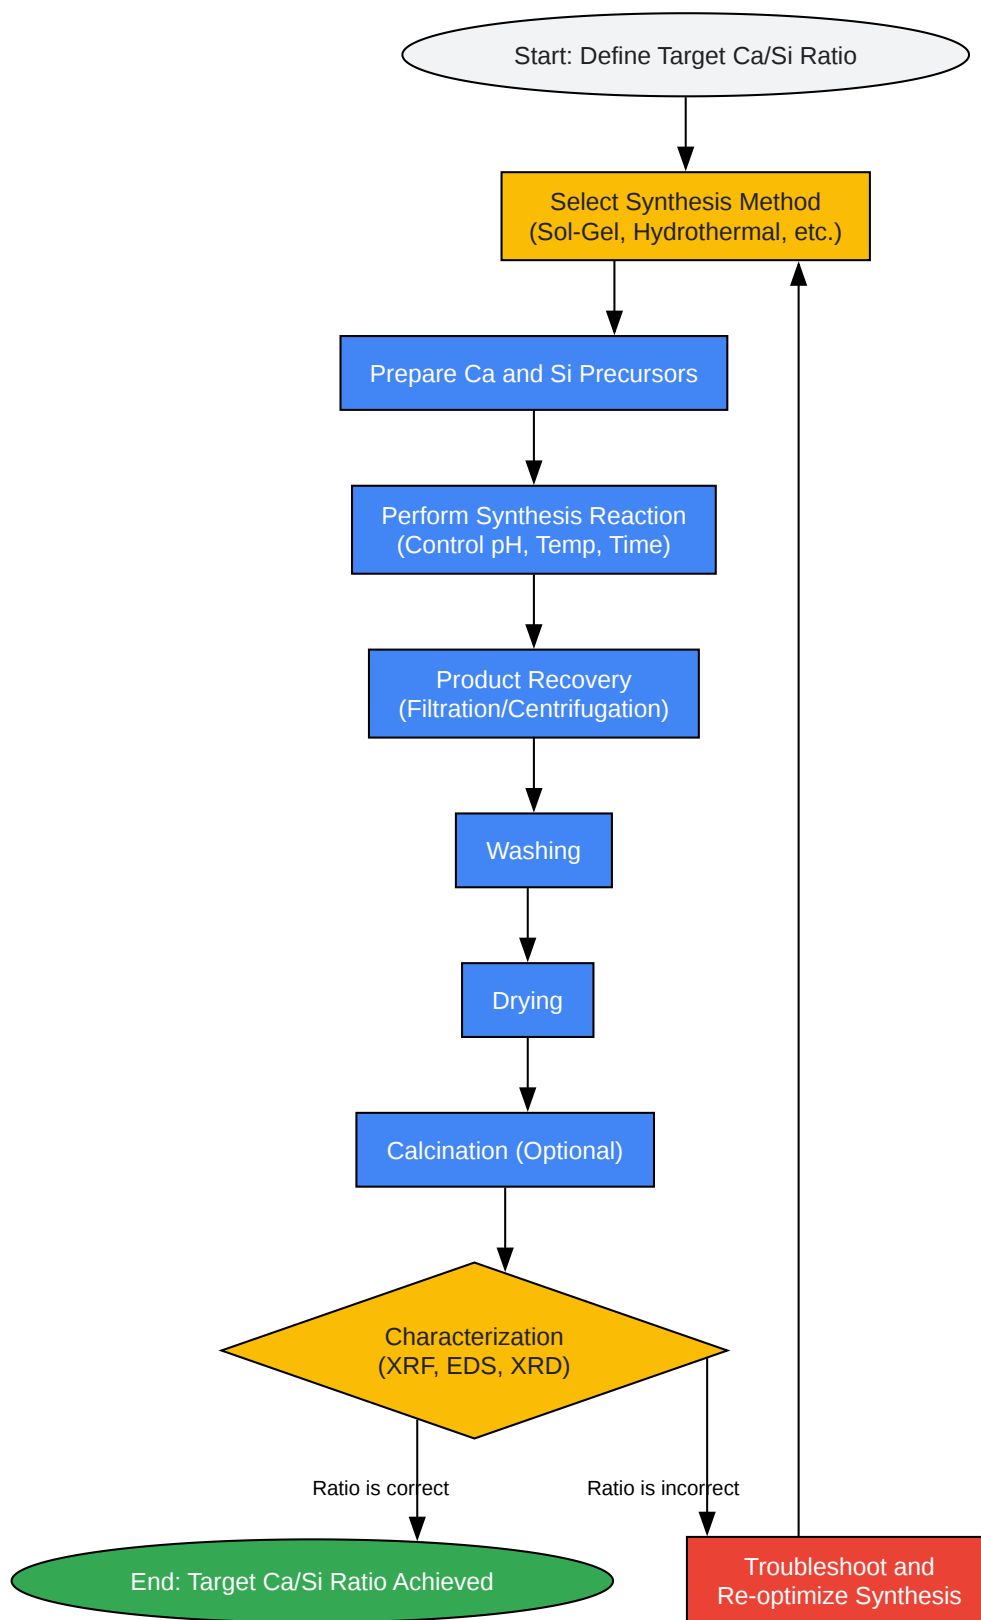 Start: Define Target Ca/Si Ratio
Select Synthesis Method
(Sol-Gel, Hydrothermal, etc.)
Prepare Ca and Si Precursors
Perform Synthesis Reaction
(Control pH, Temp, Time)
Product Recovery
(Filtration/Centrifugation)
Washing
Drying
Calcination (Optional)
Characterization
(XRF, EDS, XRD)
Ratio is correct
Ratio is incorrect
End: Target Ca/Si Ratio Achieved
Troubleshoot and
Re-optimize Synthesis